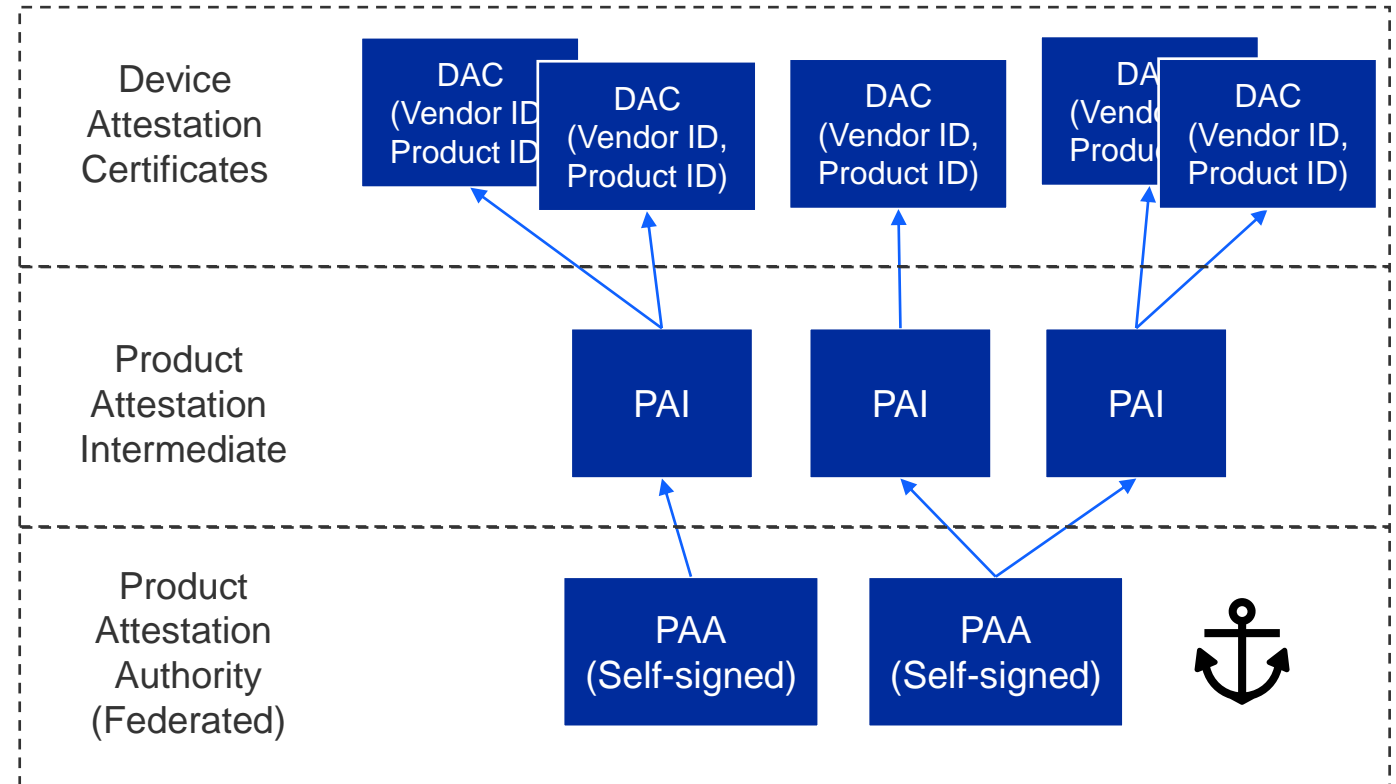 Device
Attestation
Certificates
DAC
(Vendor ID
Product ID
DAC
(Vendor ID,
Product ID)
DAC
(Vendor ID,
Product ID)
DAC
(Vendor ID,
Product ID)
Product
Attestation
Intermediate
PAI
PAI
PAI
Product
Attestation
Authority
(Federated)
PAA
(Self-signed)
PAA
(Self-signed)